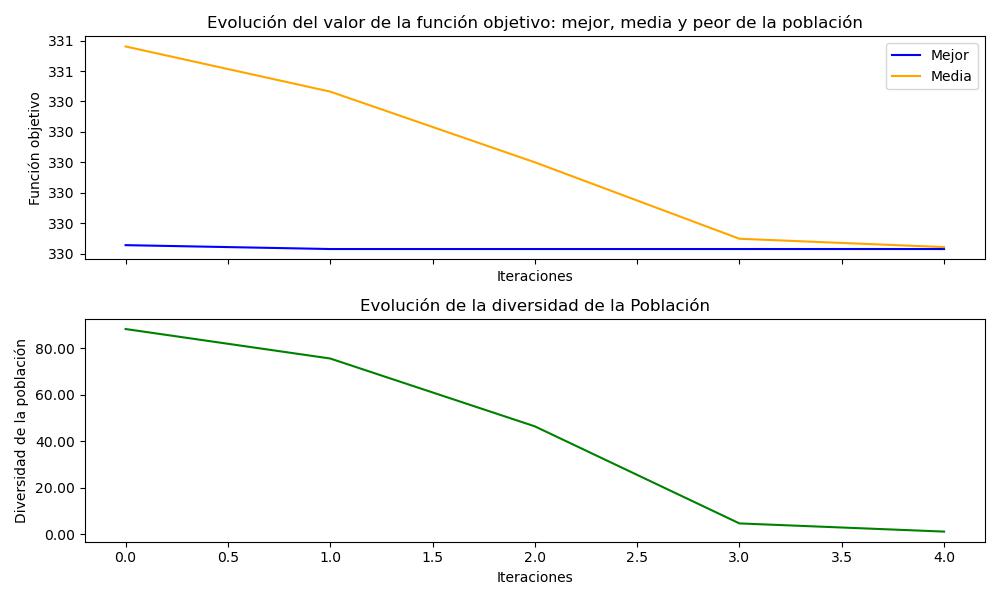 Evolución del valor de la función objetivo: mejor, media y peor de la población
331
331
330
330
330
330
330
330
Función objetivo
Mejor
Media
Iteraciones
Evolución de la diversidad de la Población
80.00
60.00
40.00
20.00
0.00
Diversidad de la población
0.0 0.5 1.0 1.5 2.0 2.5 3.0 3.5 4.0
Iteraciones